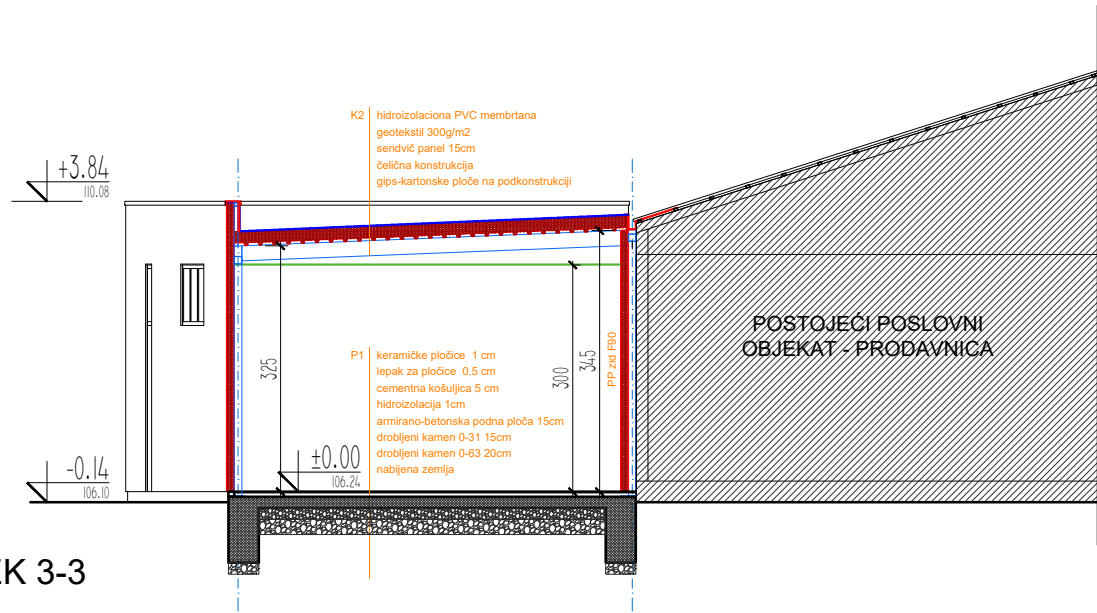 K2 hidroizolaciona PVC membrtana
geotekstil 300g/m2
sendvič panel 15cm
čelična konstrukcija
gips-kartonske ploče na podkonstrukciji
+3.84
110.08
POSTOJEĆI POSLOVNI
OBJEKAT - PRODAVNICA
325
300
345
PP zid F90
P1 keramičke pločice 1 cm
lepak za pločice 0.5 cm
cementna košuljica 5 cm
hidroizolacija 1cm
armirano-betonska podna ploča 15cm
drobljeni kamen 0-31 15cm
drobljeni kamen 0-63 20cm
nabijena zemlja
±0.00
106.24
-0.14
106.10
K 3-3